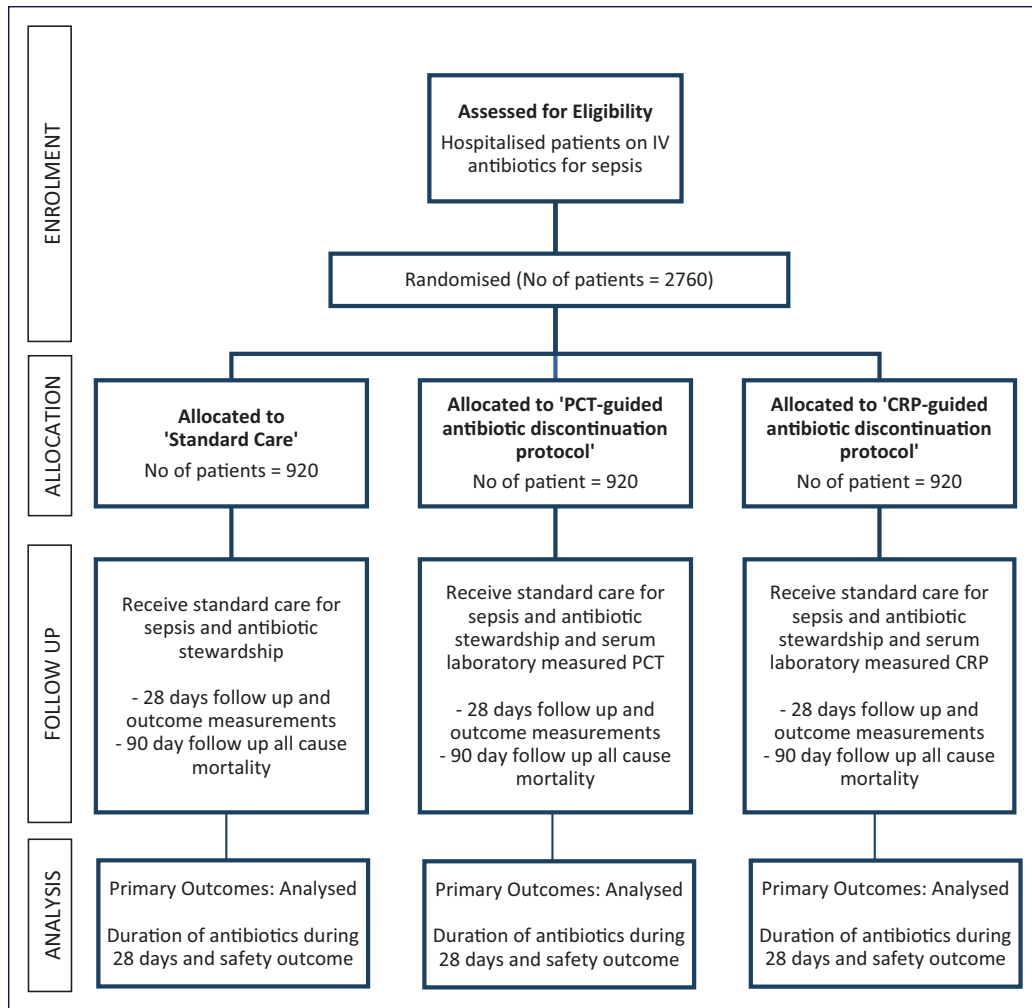 ENROLMENT
Assessed for Eligibility
Hospitalised patients on IV
antibiotics for sepsis
Randomised (No of patients = 2760)
ALLOCATION
Allocated to
'Standard Care'
No of patients = 920
Allocated to 'PCT-guided
antibiotic discontinuation
protocol'
No of patient = 920
Allocated to 'CRP-guided
antibiotic discontinuation
protocol'
No of patients = 920
FOLLOW UP
Receive standard care for
sepsis and antibiotic
stewardship
- 28 days follow up and
outcome measurements
- 90 day follow up all cause
mortality
Receive standard care for
sepsis and antibiotic
stewardship and serum
laboratory measured PCT
- 28 days follow up and
outcome measurements
- 90 day follow up all cause
mortality
Receive standard care for
sepsis and antibiotic
stewardship and serum
laboratory measured CRP
- 28 days follow up and
outcome measurements
- 90 day follow up all cause
mortality
ANALYSIS
Primary Outcomes: Analysed
Duration of antibiotics during
28 days and safety outcome
Primary Outcomes: Analysed
Duration of antibiotics during
28 days and safety outcome
Primary Outcomes: Analysed
Duration of antibiotics during
28 days and safety outcome